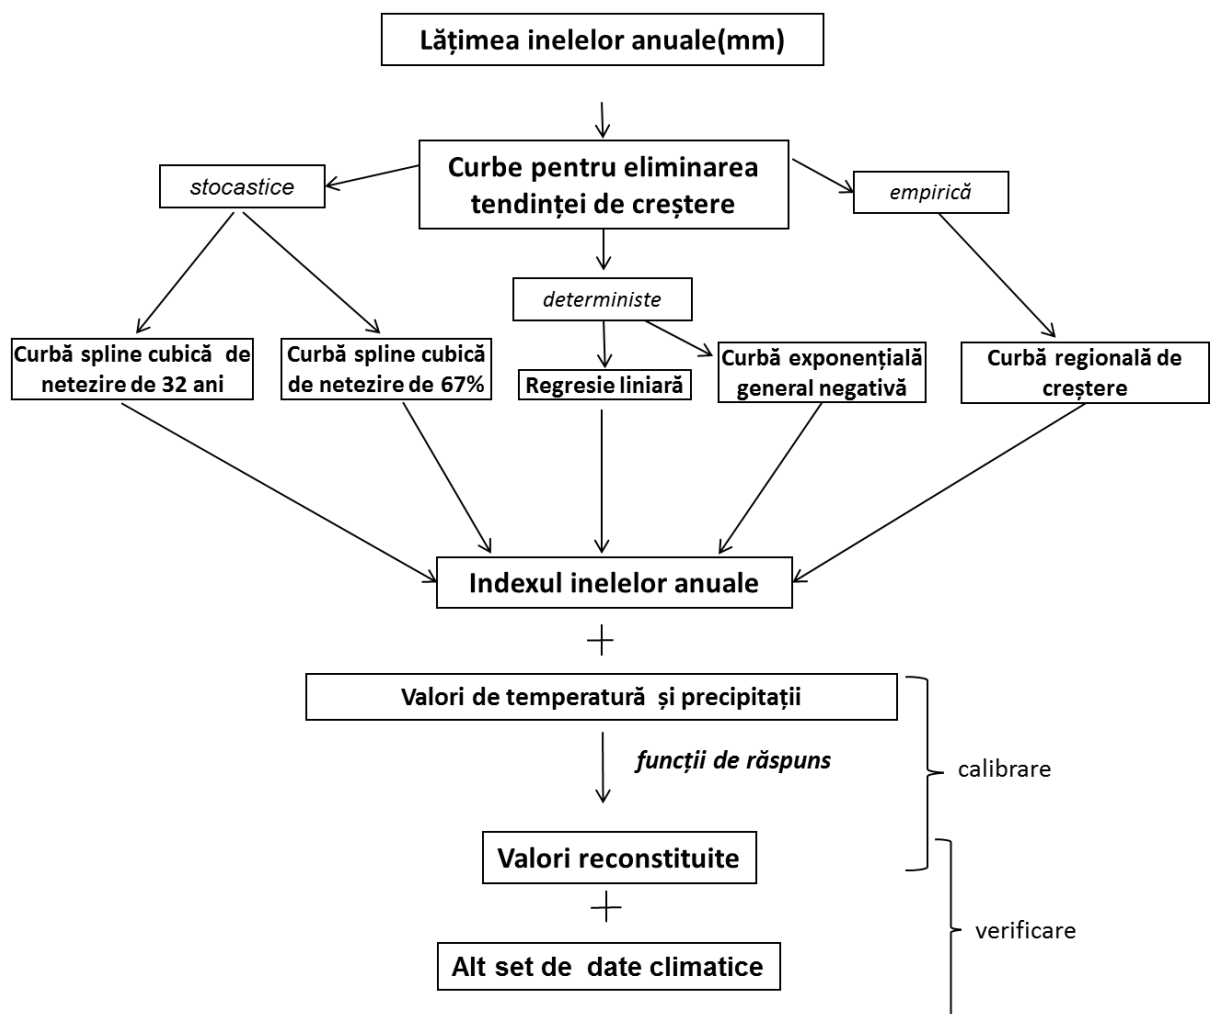 Lățimea inelelor anuale(mm)
Curbe pentru eliminarea
tendinței de creștere
stocastice
empirică
deterministe
Curbă spline cubică de
netezire de 32 ani
Curbă spline cubică
de netezire de 67%
Regresie liniară
Curbă exponențială
general negativă
Curbă regională de
creștere
Indexul inelelor anuale
+
Valori de temperatură și precipitații
funcții de răspuns
calibrare
Valori reconstituite
+
verificare
Alt set de date climatice